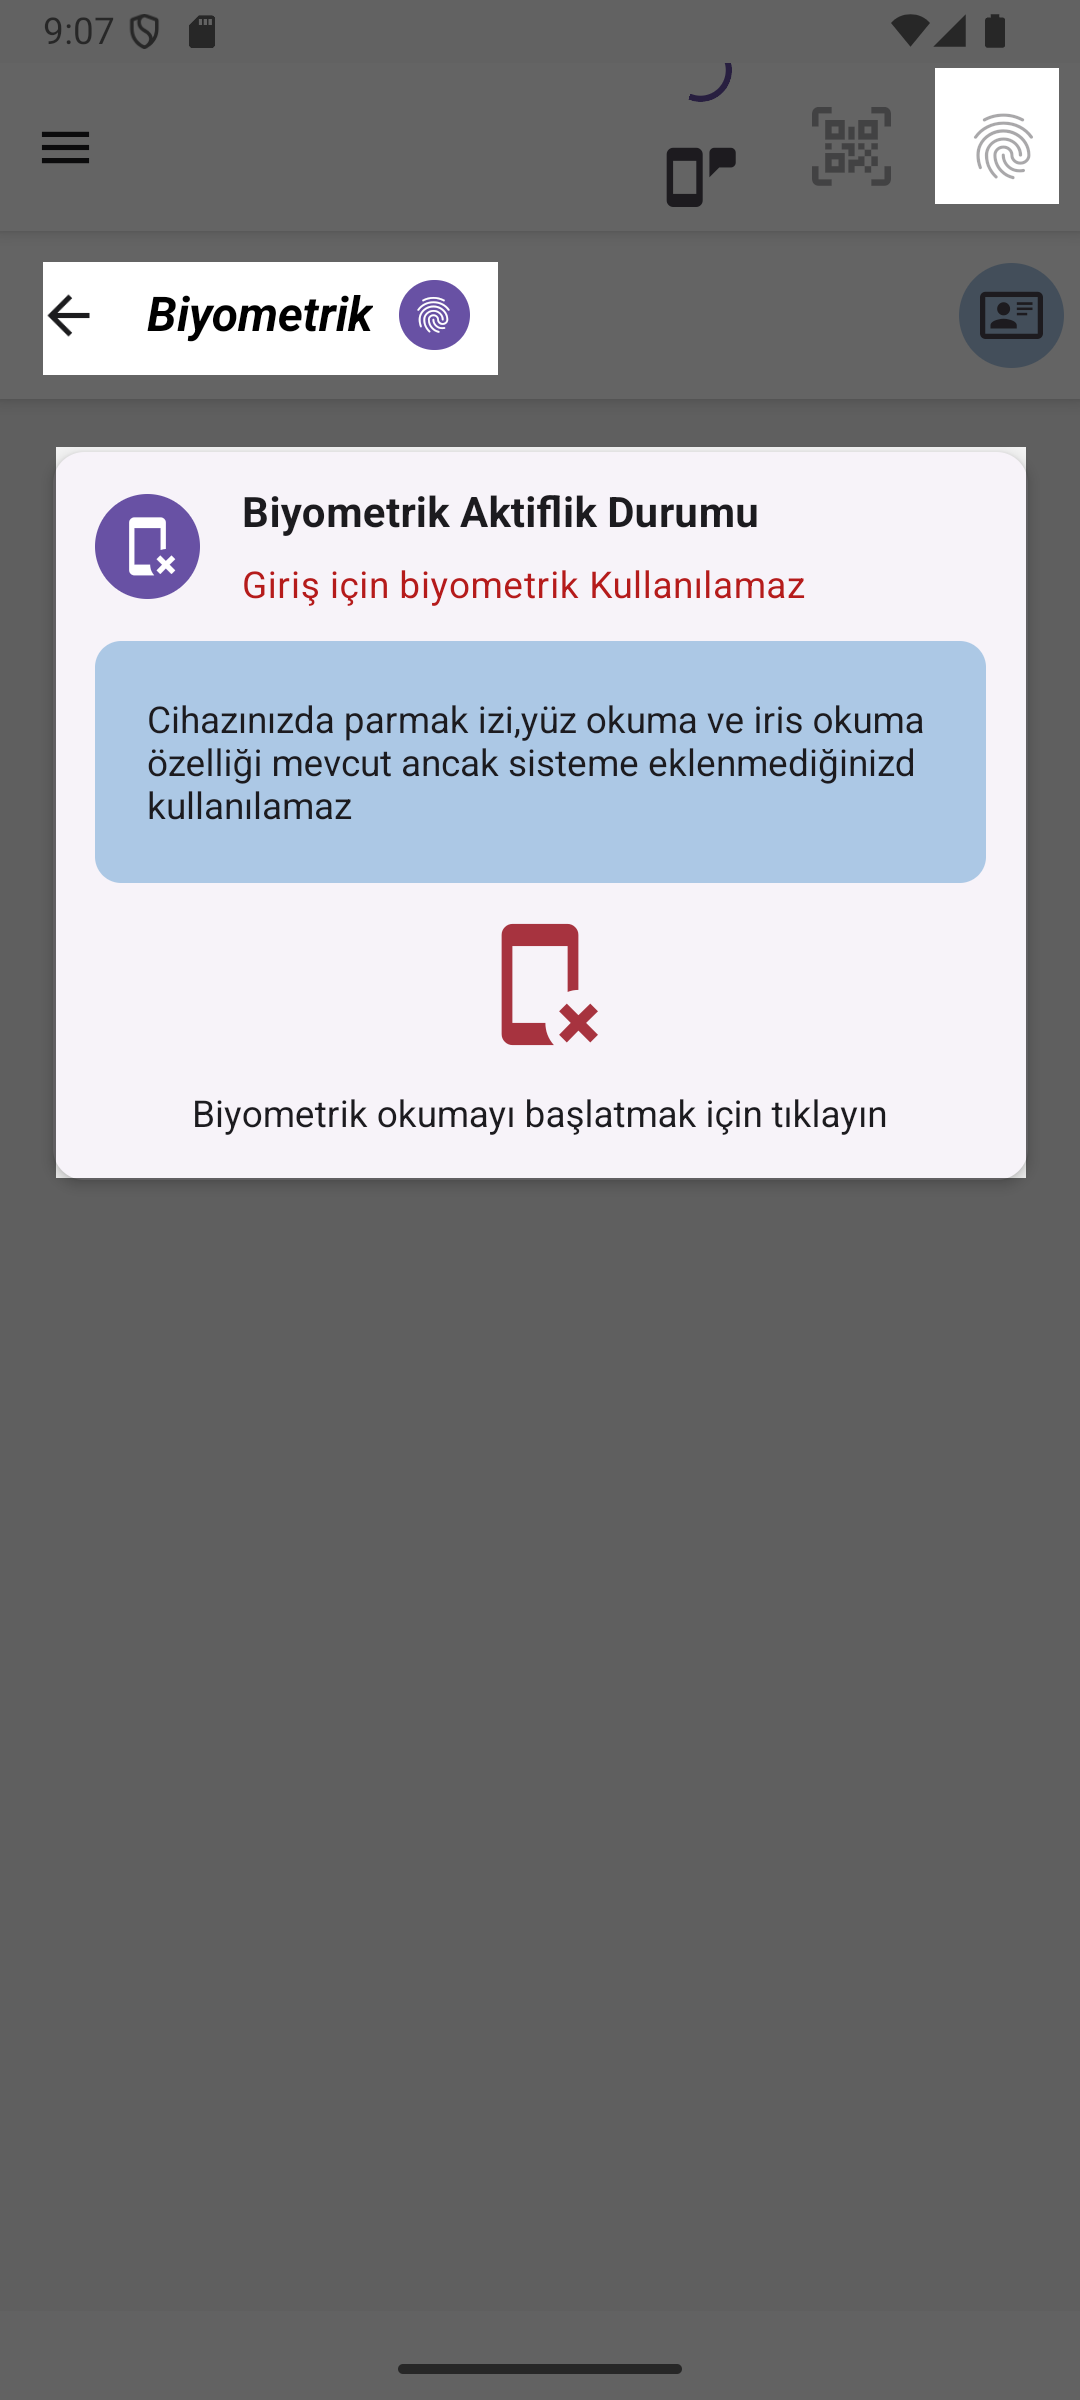 9:07
Biyometrik
Biyometrik Aktiflik Durumu
Giriş için biyometrik Kullanılamaz
Cihazınızda parmak izi,yüz okuma ve iris okuma
özelliği mevcut ancak sisteme eklenmediğinizd
kullanılamaz
Biyometrik okumayı başlatmak için tıklayın